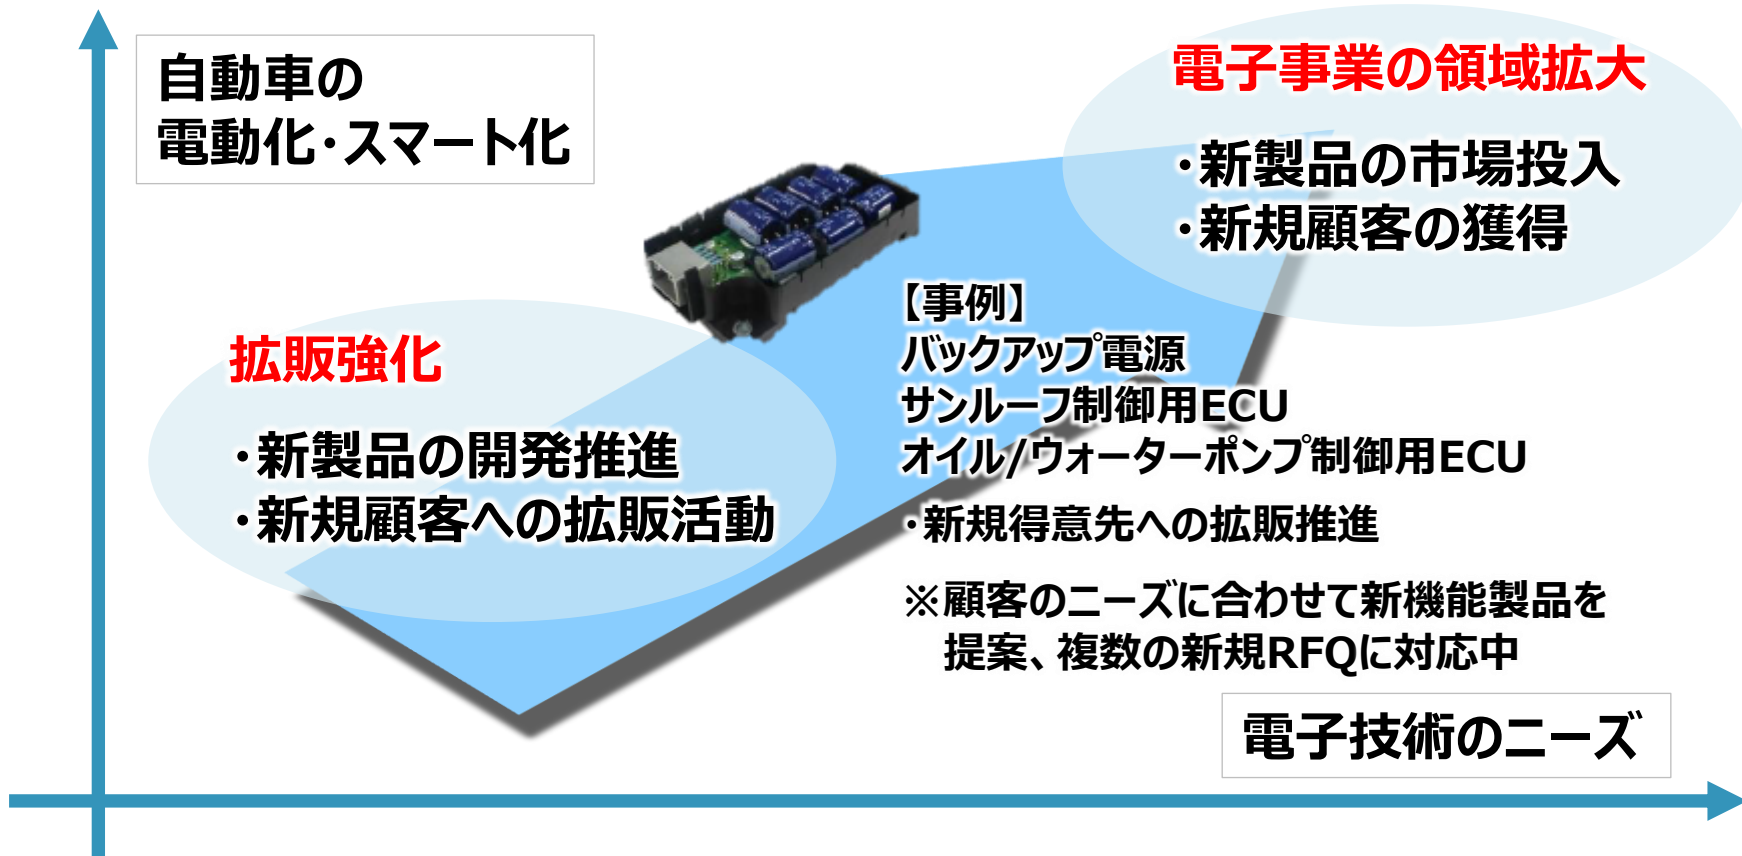 自動車の
電動化・スマート化
電子事業の領域拡大
・新製品の市場投入
・新規顧客の獲得
拡販強化
・新製品の開発推進
・新規顧客への拡販活動
【事例】
バックアップ電源
サンルーフ制御用ECU
オイル/ウォーターポンプ制御用ECU
・新規得意先への拡販推進
※顧客のニーズに合わせて新機能製品を
提案、複数の新規RFQに対応中
電子技術のニーズ